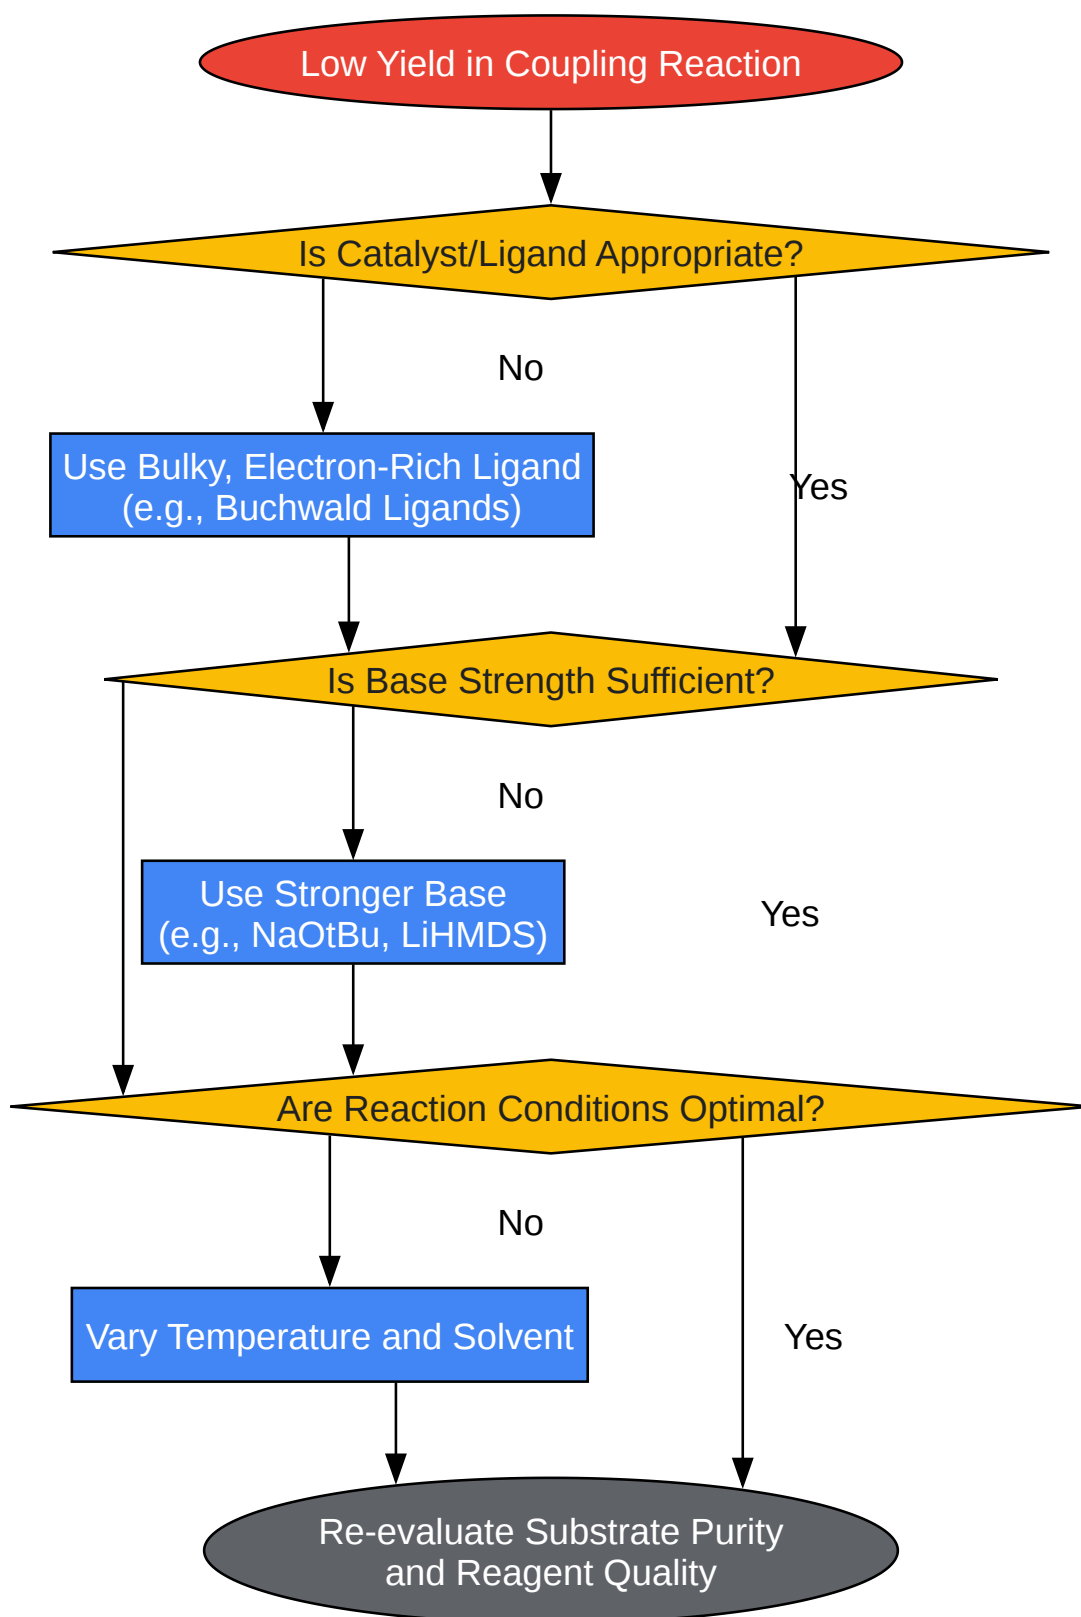 Low Yield in Coupling Reaction
Is Catalyst/Ligand Appropriate?
No
Use Bulky, Electron-Rich Ligand
(e.g., Buchwald Ligands)
Yes
Is Base Strength Sufficient?
No
Use Stronger Base
(e.g., NaOtBu, LiHMDS)
Yes
Are Reaction Conditions Optimal?
No
Vary Temperature and Solvent
Yes
Re-evaluate Substrate Purity
and Reagent Quality